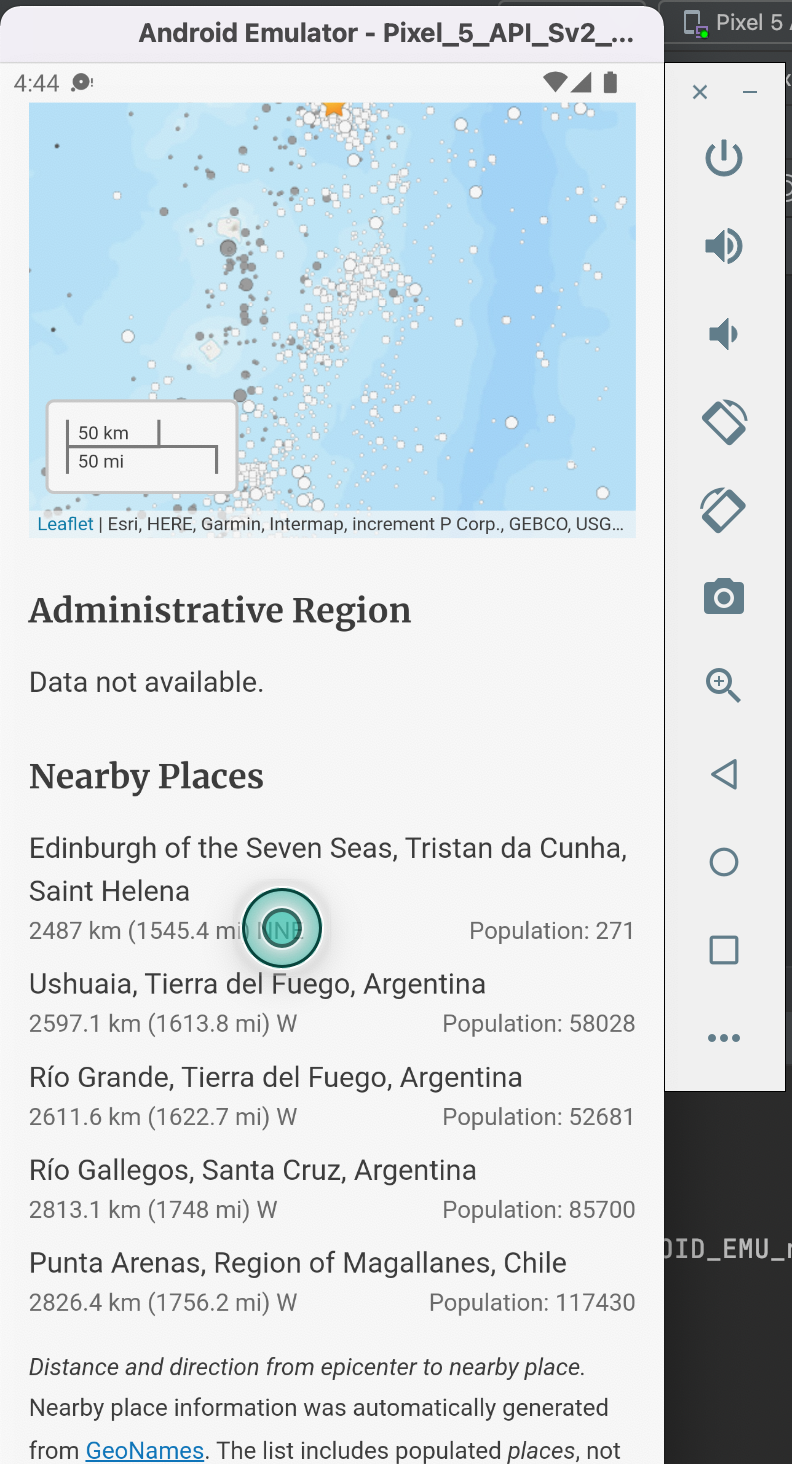 Android Emulator - Pixel_5_API_Sv2_...
Pixel 5
4:44
50 km
50 mi
Leaflet | Esri, HERE, Garmin, Intermap, increment P Corp., GEBCO, USG...
Administrative Region
Data not available.
Nearby Places
Edinburgh of the Seven Seas, Tristan da Cunha,
Saint Helena
2487 km (1545.4 mi) NNE Population: 271
Ushuaia, Tierra del Fuego, Argentina
2597.1 km (1613.8 mi) W Population: 58028
Río Grande, Tierra del Fuego, Argentina
2611.6 km (1622.7 mi) W Population: 52681
Río Gallegos, Santa Cruz, Argentina
2813.1 km (1748 mi) W Population: 85700
Punta Arenas, Region of Magallanes, Chile
2826.4 km (1756.2 mi) W Population: 117430
Distance and direction from epicenter to nearby place.
Nearby place information was automatically generated
from GeoNames. The list includes populated places, not